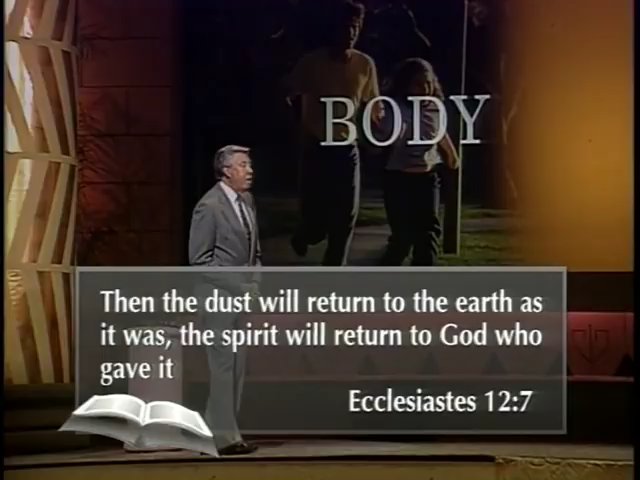 BODY
Then the dust will return to the earth as
it was, the spirit will return to God who
gave it
Ecclesiastes 12:7